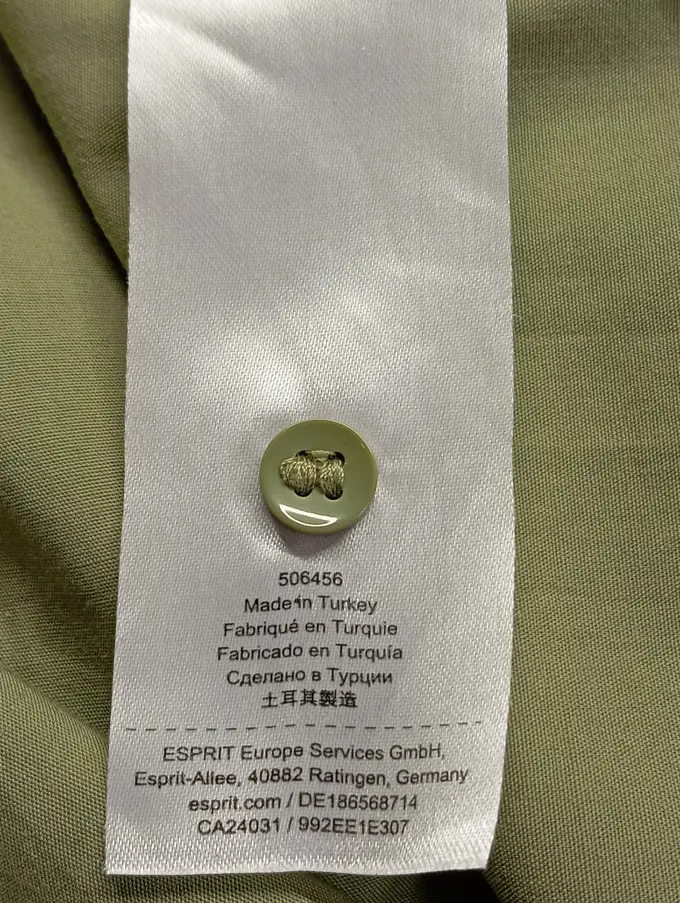 506456
Made in Turkey
Fabriqué en Turquie
Fabricado en Turquía
Сделано в Турции
土耳其製造
ESPRIT Europe Services GmbH,
Esprit-Allee, 40882 Ratingen, Germany
esprit.com / DE186568714
CA24031 / 992EE1E307